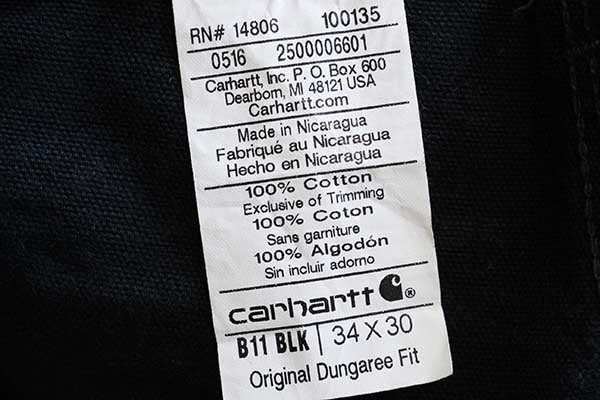 RN# 14806 100135
0516 2500006601
Carhartt, Inc. P. O. Box 600
Dearborn, MI 48121 USA
Carhartt.com
Made in Nicaragua
Fabriqué au Nicaragua
Hecho en Nicaragua
100% Cotton
Exclusive of Trimming
100% Coton
Sans garniture
100% Algodón
Sin incluir adorno
carhartt ®
B11 BLK | 34 X 30
Original Dungaree Fit